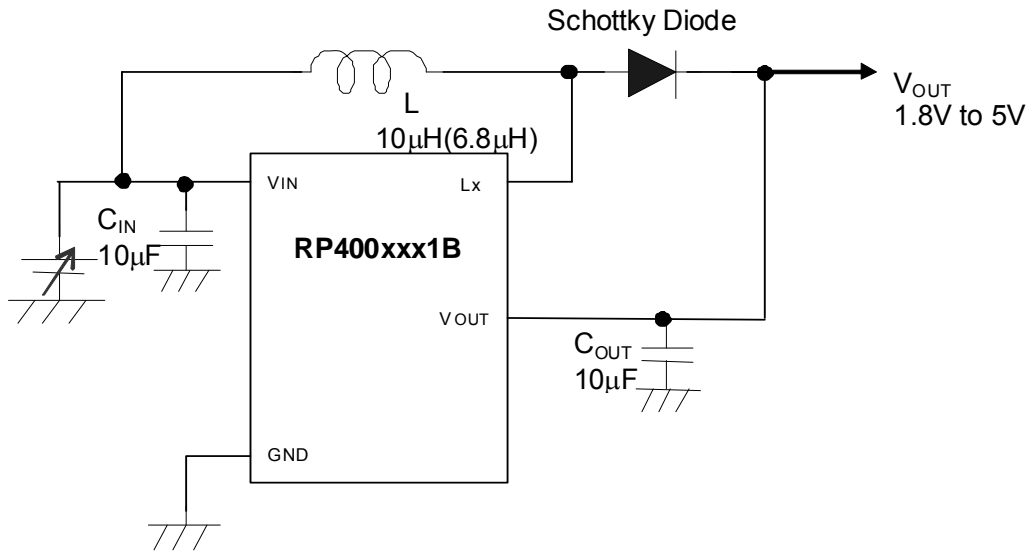 Schottky Diode
L
10µH(6.8µH)
VOUT
1.8V to 5V
VIN
Lx
CIN
10µF
RP400xxx1B
VOUT
COUT
10µF
GND